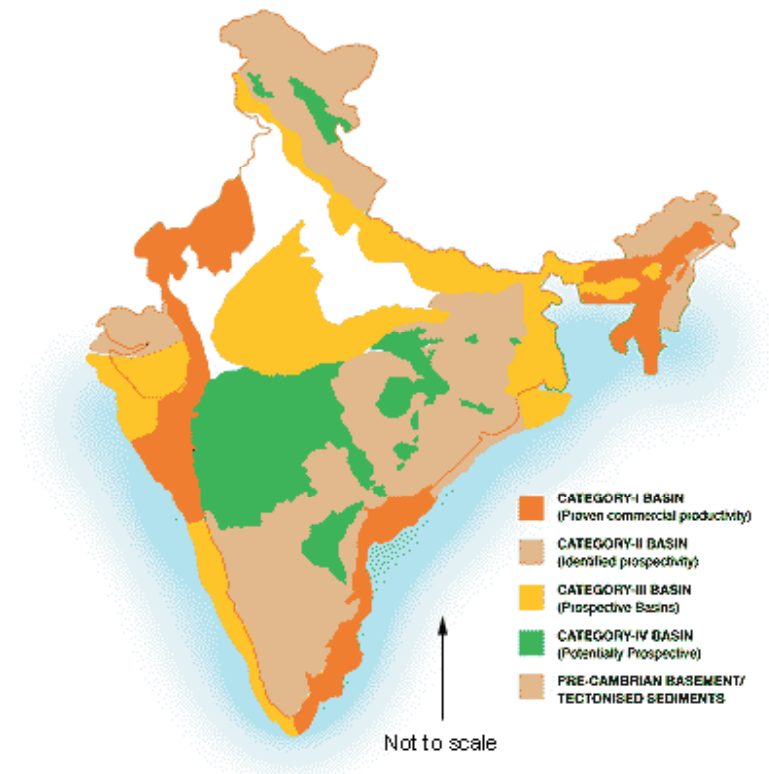 CATEGORY-I BASIN
(Proven commercial productivity)
CATEGORY-II BASIN
(Identified prospectivity)
CATEGORY-III BASIN
(Prospective Basins)
CATEGORY-IV BASIN
(Potentially Prospective)
PRE-CAMBRIAN BASEMENT/
TECTONISED SEDIMENTS
Not to scale